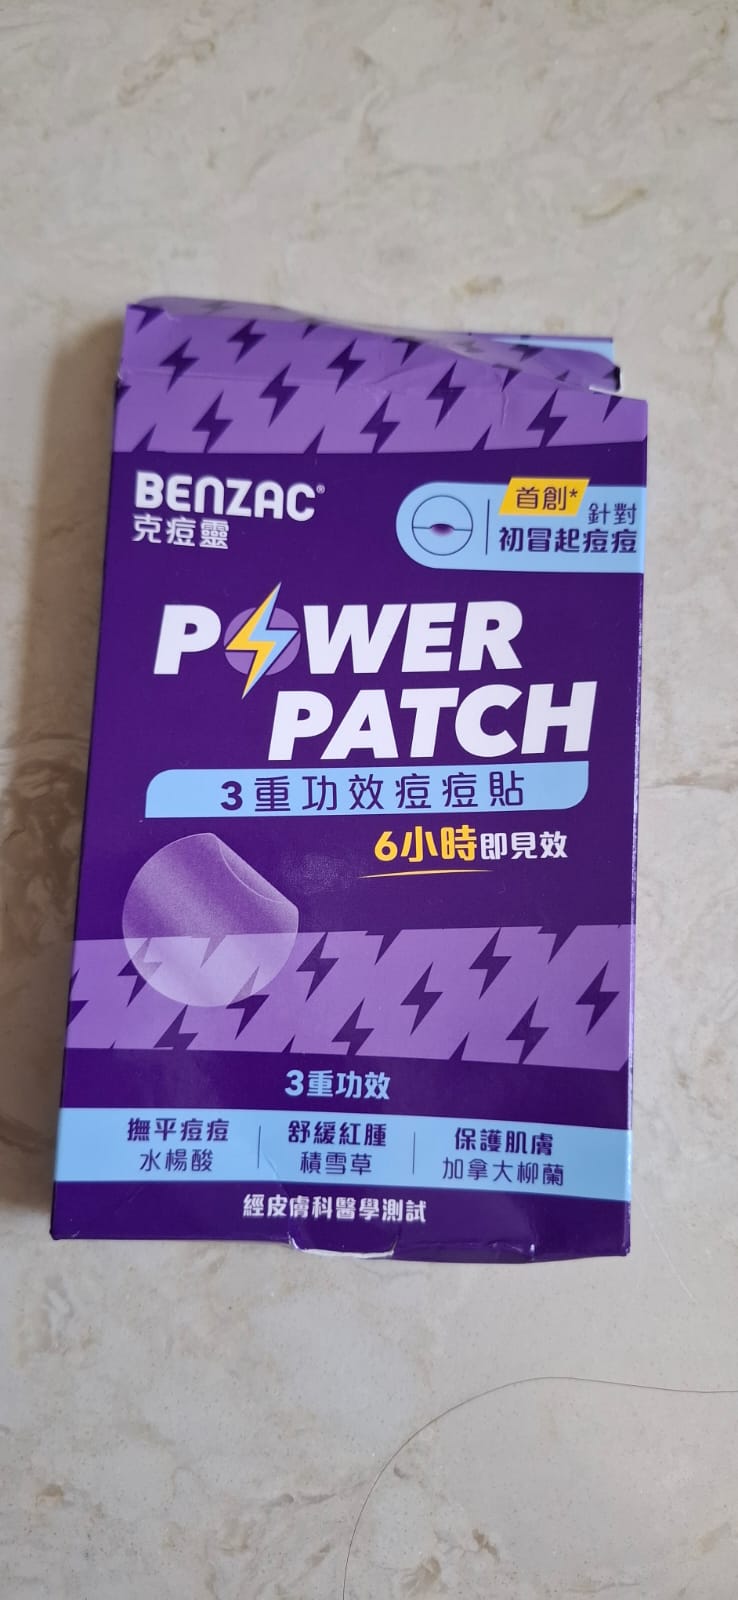 BENZAC®
克痘靈
首創*
針對
初冒起痘痘
POWER
PATCH
3重功效痘痘貼
6小時即見效
3重功效
撫平痘痘
水楊酸
舒緩紅腫
積雪草
保護肌膚
加拿大柳蘭
經皮膚科醫學測試